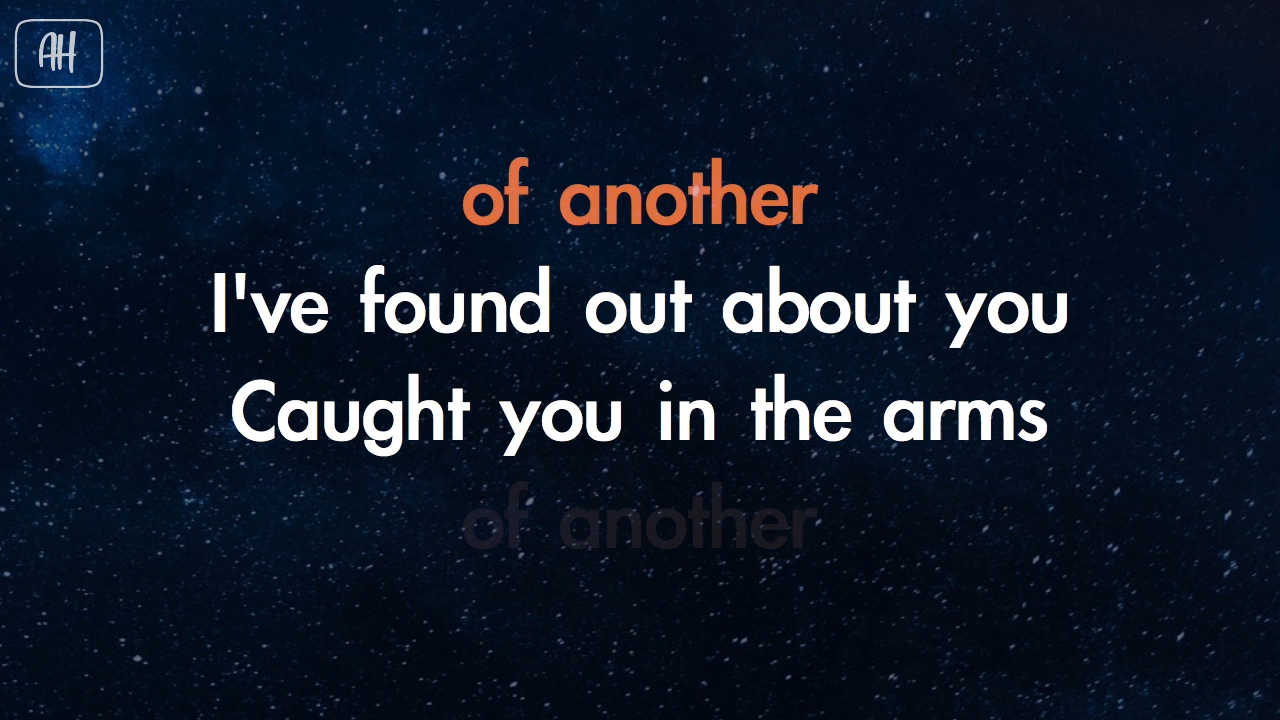 AH
of another
I've found out about you
Caught you in the arms
of another